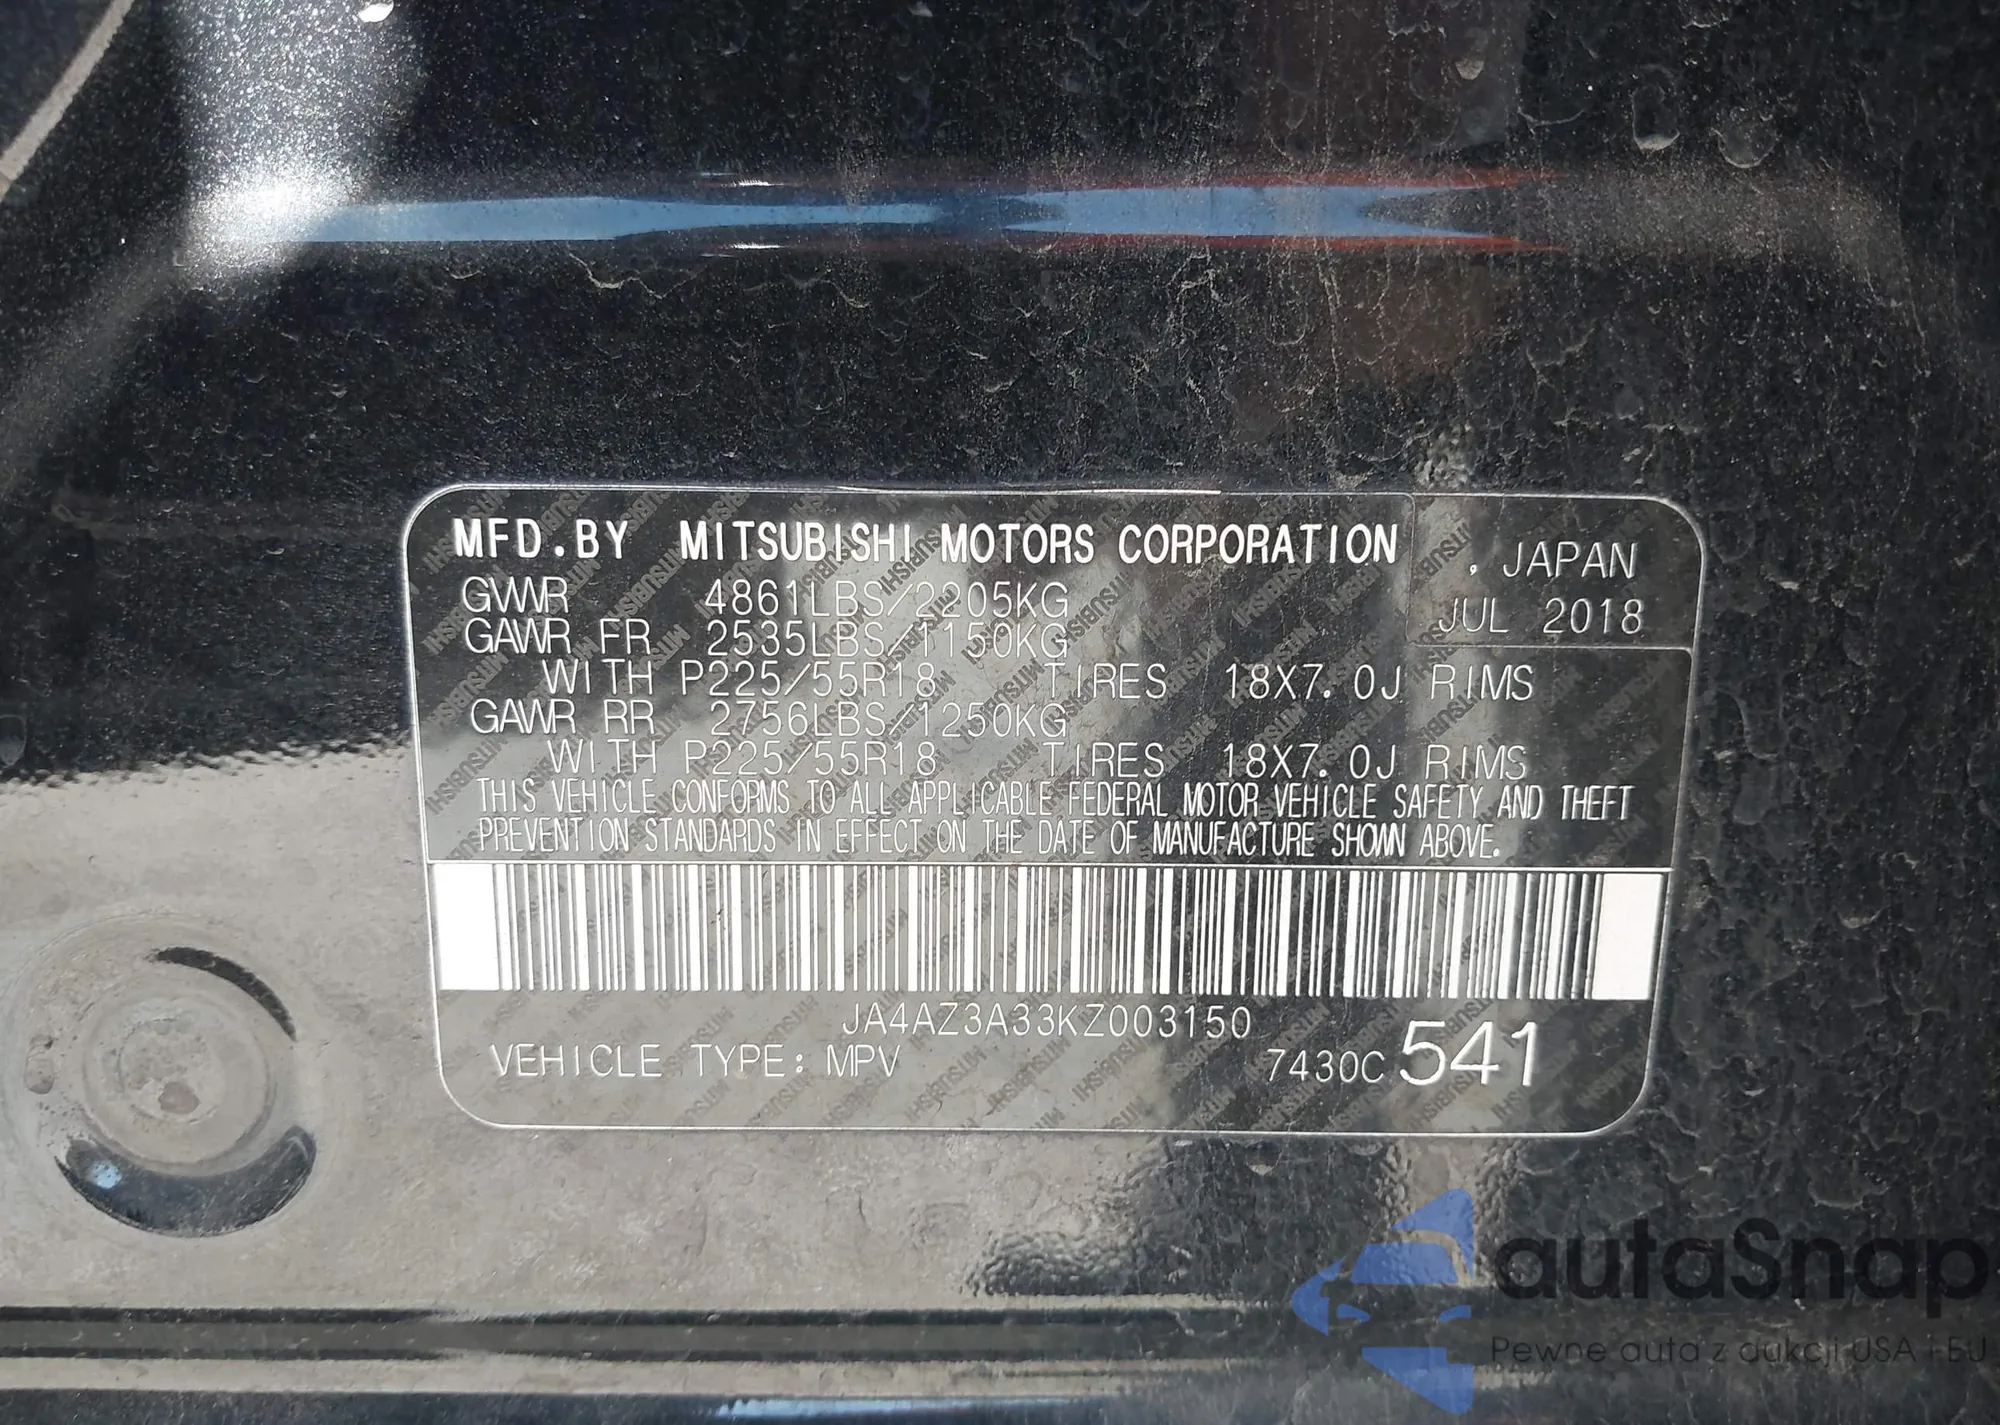 MFD.BY MITSUBISHI MOTORS CORPORATION
, JAPAN
GVWR 4861LBS/2205KG
JUL 2018
GAWR FR 2535LBS/1150KG
WITH P225/55R18 TIRES 18X7.0J RIMS
GAWR RR 2756LBS/1250KG
WITH P225/55R18 TIRES 18X7.0J RIMS
THIS VEHICLE CONFORMS TO ALL APPLICABLE FEDERAL MOTOR VEHICLE SAFETY AND THEFT
PREVENTION STANDARDS IN EFFECT ON THE DATE OF MANUFACTURE SHOWN ABOVE.
JA4AZ3A33KZ003150
VEHICLE TYPE: MPV 7430C 541
autaSnap
Pewne auta z aukcji USA i EU